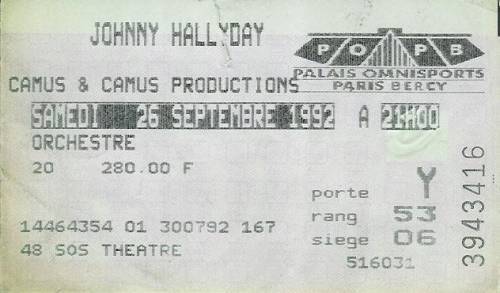 JOHNNY HALLYDAY
POPB
PALAIS OMNISPORTS
PARIS BERCY
CAMUS & CAMUS PRODUCTIONS
SAMEDI 26 SEPTEMBRE 1992 A 21H00
ORCHESTRE
20 280.00 F
porte Y
rang 53
siege 06
14464354 01 300792 167
48 SOS THEATRE
516031
3943416